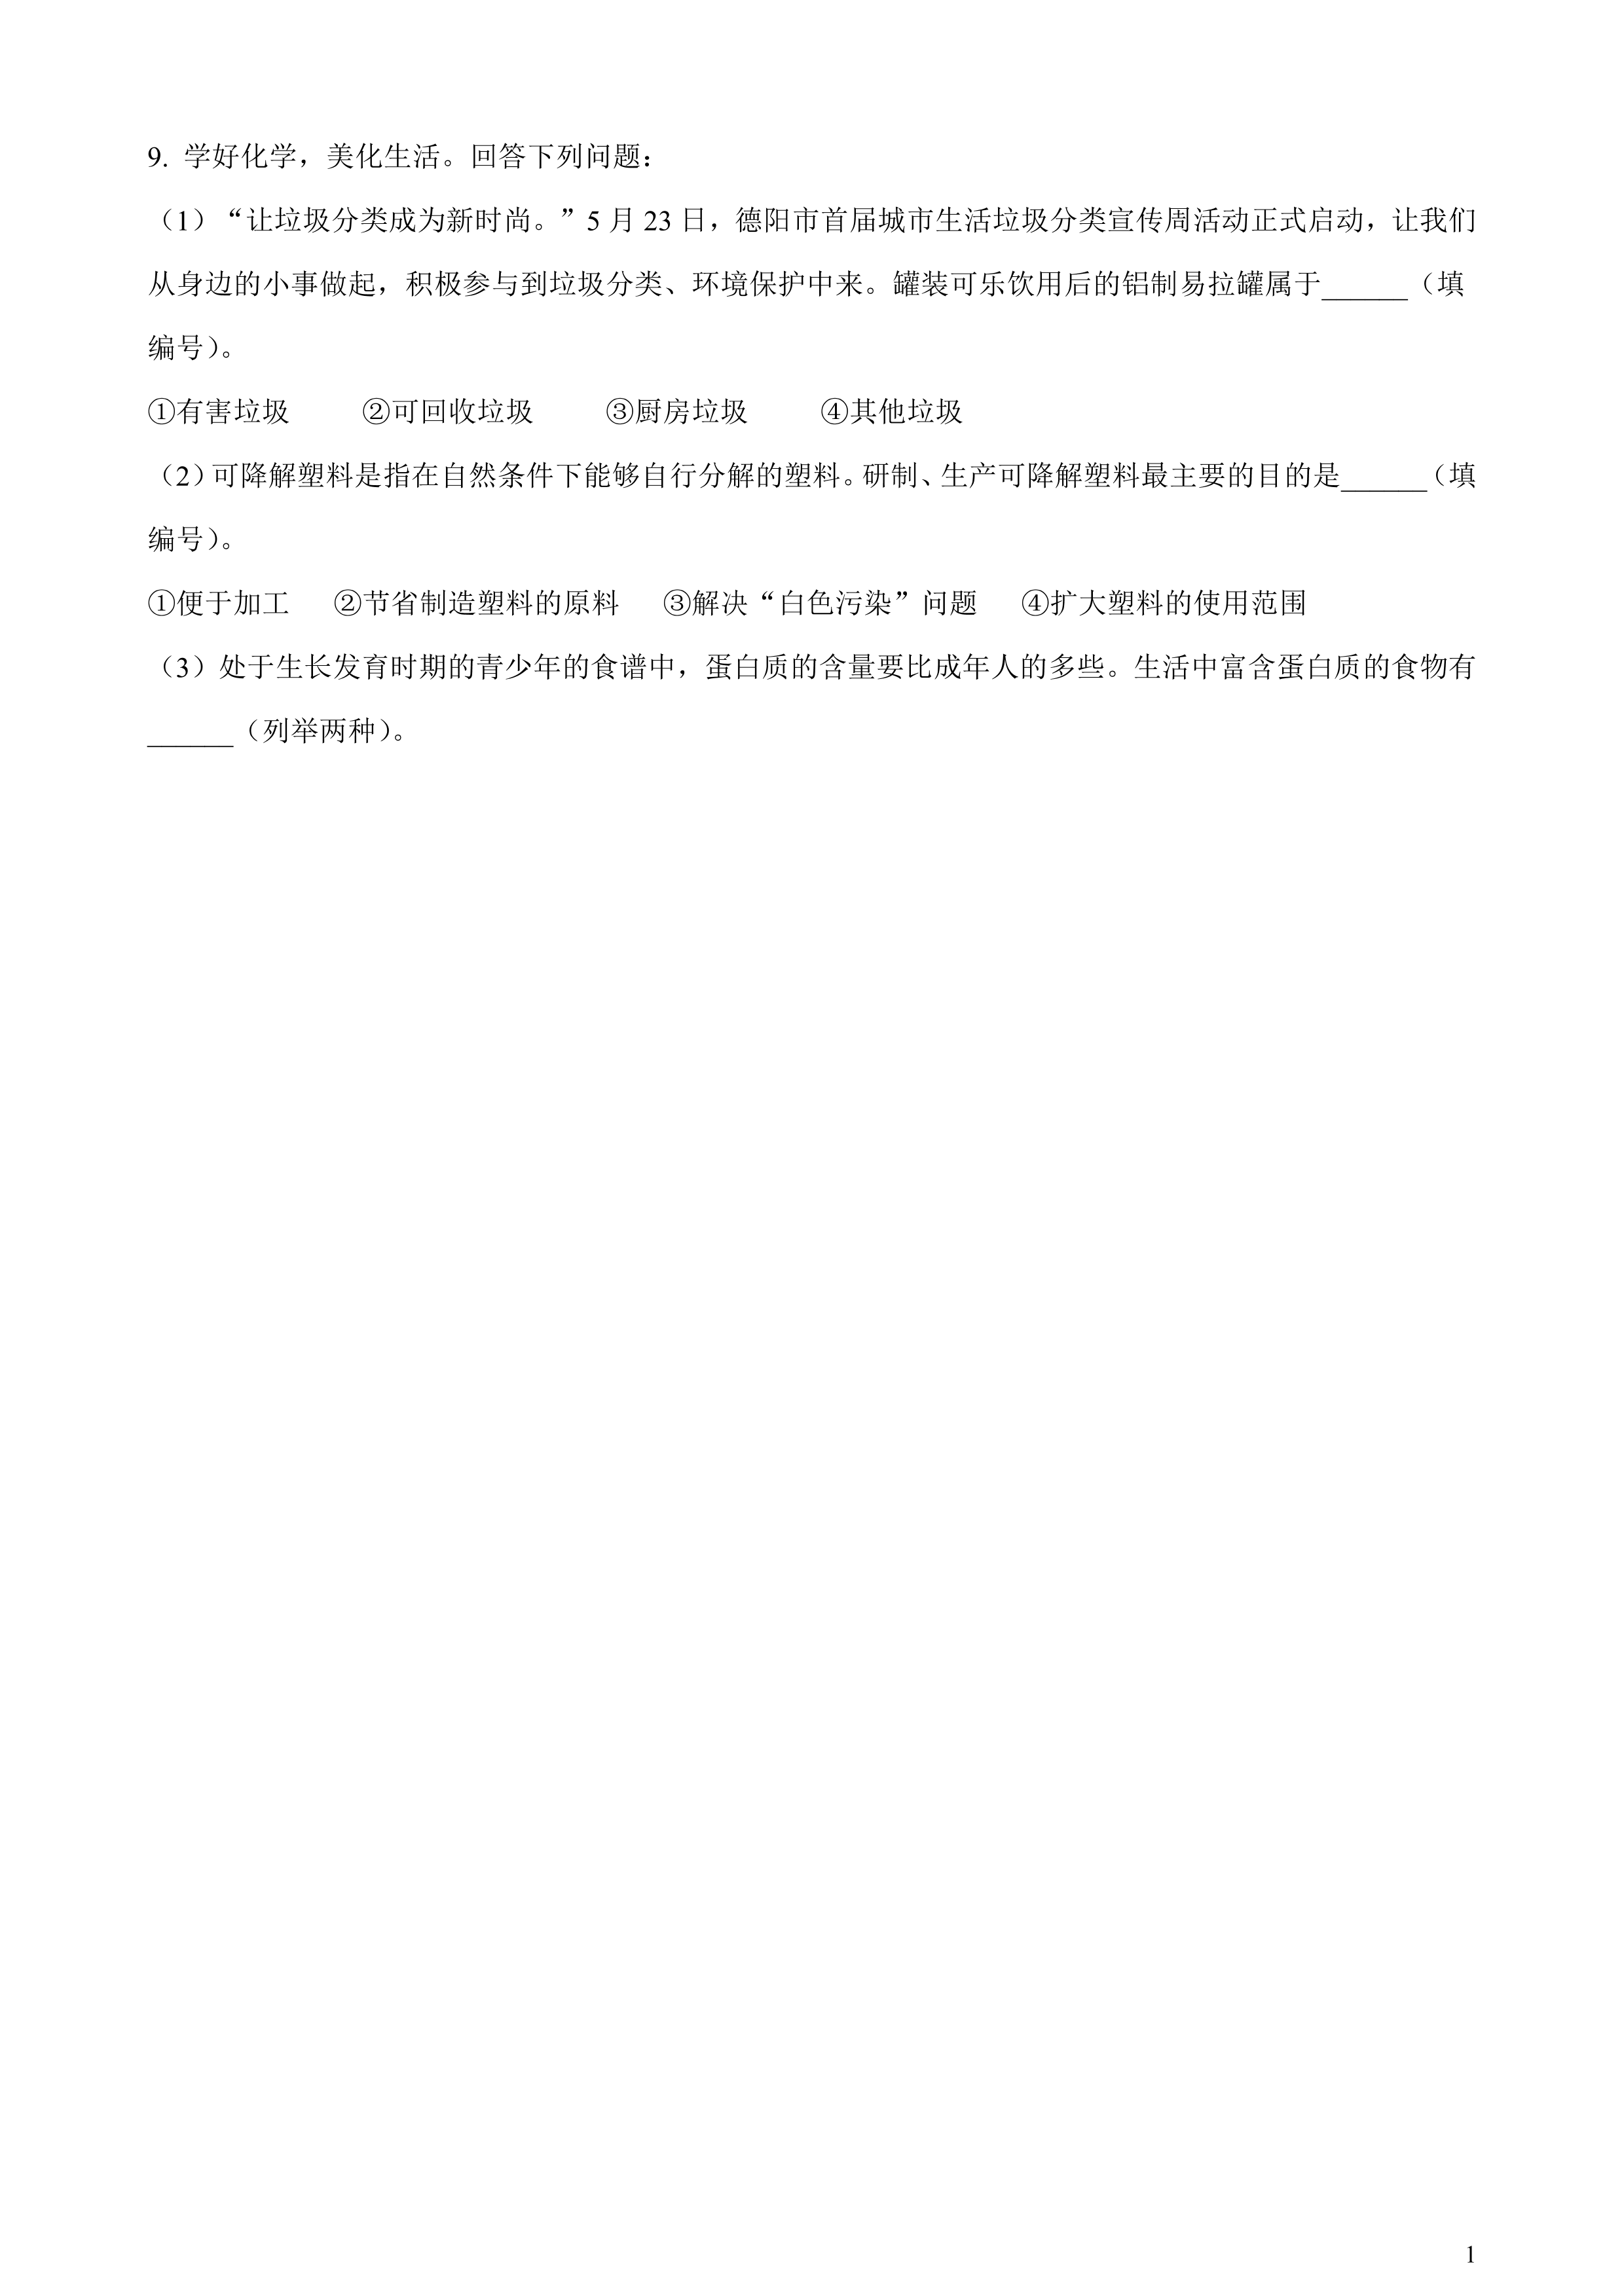 9. 学好化学，美化生活。回答下列问题：
（1）“让垃圾分类成为新时尚。”5 月 23 日，德阳市首届城市生活垃圾分类宣传周活动正式启动，让我们
从身边的小事做起，积极参与到垃圾分类、环境保护中来。罐装可乐饮用后的铝制易拉罐属于______（填
编号）。
①有害垃圾 ②可回收垃圾 ③厨房垃圾 ④其他垃圾
（2）可降解塑料是指在自然条件下能够自行分解的塑料。研制、生产可降解塑料最主要的目的是______（填
编号）。
①便于加工 ②节省制造塑料的原料 ③解决“白色污染”问题 ④扩大塑料的使用范围
（3）处于生长发育时期的青少年的食谱中，蛋白质的含量要比成年人的多些。生活中富含蛋白质的食物有
______（列举两种）。
1